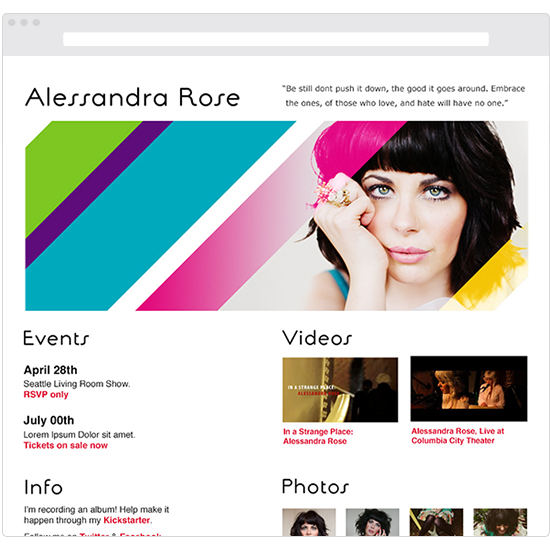 Alessandra Rose
“Be still dont push it down, the good it goes around. Embrace
the ones, of those who love, and hate will have no one.”
Events
April 28th
Seattle Living Room Show.
RSVP only
July 00th
Lorem Ipsum Dolor sit amet.
Tickets on sale now
Videos
IN A STRANGE PLACE:
ALESSANDRA ROSE
In a Strange Place:
Alessandra Rose
Alessandra Rose, Live at
Columbia City Theater
Info
I'm recording an album! Help make it
happen through my Kickstarter.
Follow me on Twitter & Facebook
Photos